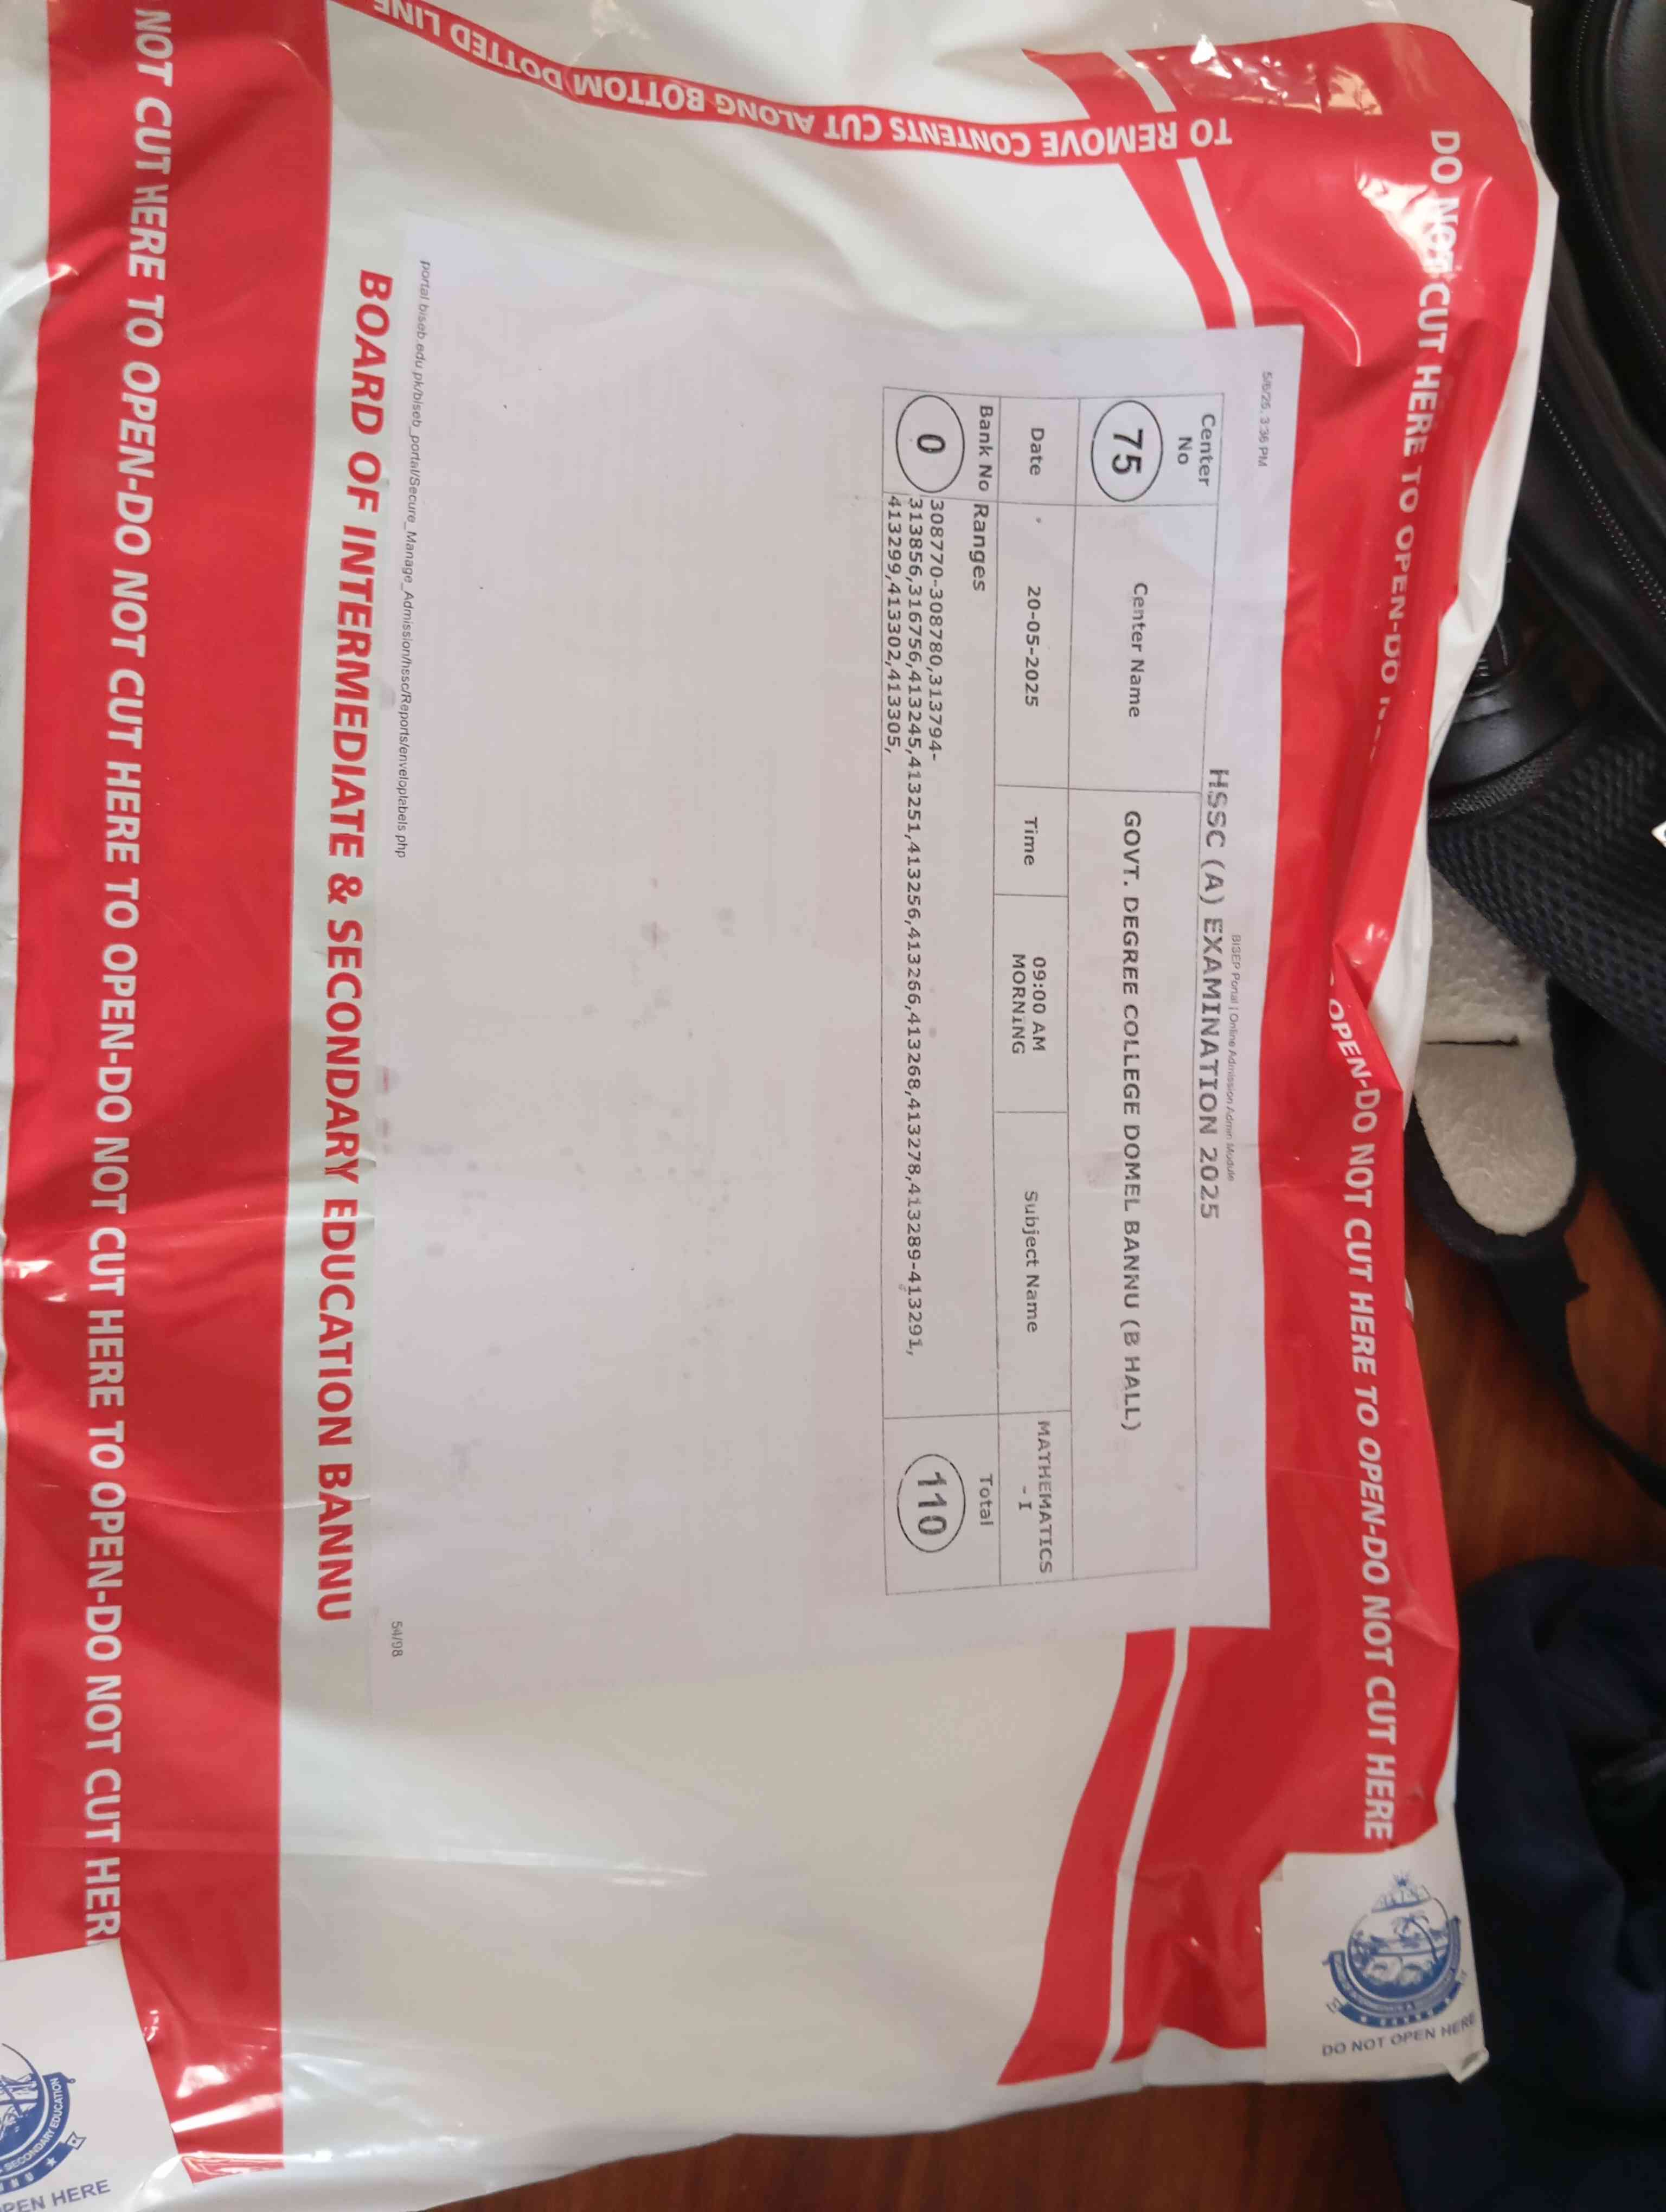 DO NOT CUT HERE TO OPEN-DO
OPEN-DO NOT CUT HERE TO OPEN-DO NOT CUT HERE
TO REMOVE CONTENTS CUT ALONG BOTTOM DOTTED LINE
5/6/25, 3:36 PM
BISEP Portal | Online Admission Admin Module
HSSC (A) EXAMINATION 2025
Center No
Center Name
75
GOVT. DEGREE COLLEGE DOMEL BANNU (B HALL)
Date
20-05-2025
Time
09:00 AM
MORNING
Subject Name
MATHEMATICS
-I
Bank No
Ranges
Total
0
308770-308780,313794-
313856,316756,413245,413251,413256,413266,413268,413278,413289-413291,
413299,413302,413305,
110
portal.biseb.edu.pk/biseb_portal/Secure_Manage_Admission/hssc/Reports/enveloplabels.php
54/98
BOARD OF INTERMEDIATE & SECONDARY EDUCATION BANNU
NOT CUT HERE TO OPEN-DO NOT CUT HERE TO OPEN-DO NOT CUT HERE TO OPEN-DO NOT CUT HER
DO NOT OPEN HERE
SECONDARY EDUCATION
OPEN HERE